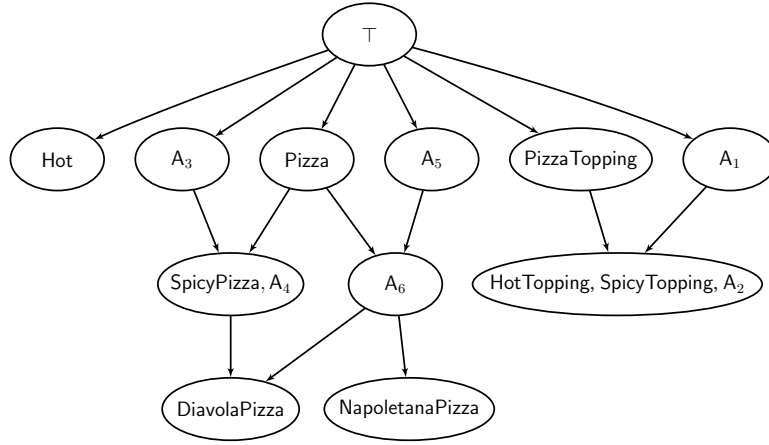 ⊤
Hot
A₃
Pizza
A₅
PizzaTopping
A₁
SpicyPizza, A₄
A₆
HotTopping, SpicyTopping, A₂
DiavolaPizza
NapoletanaPizza